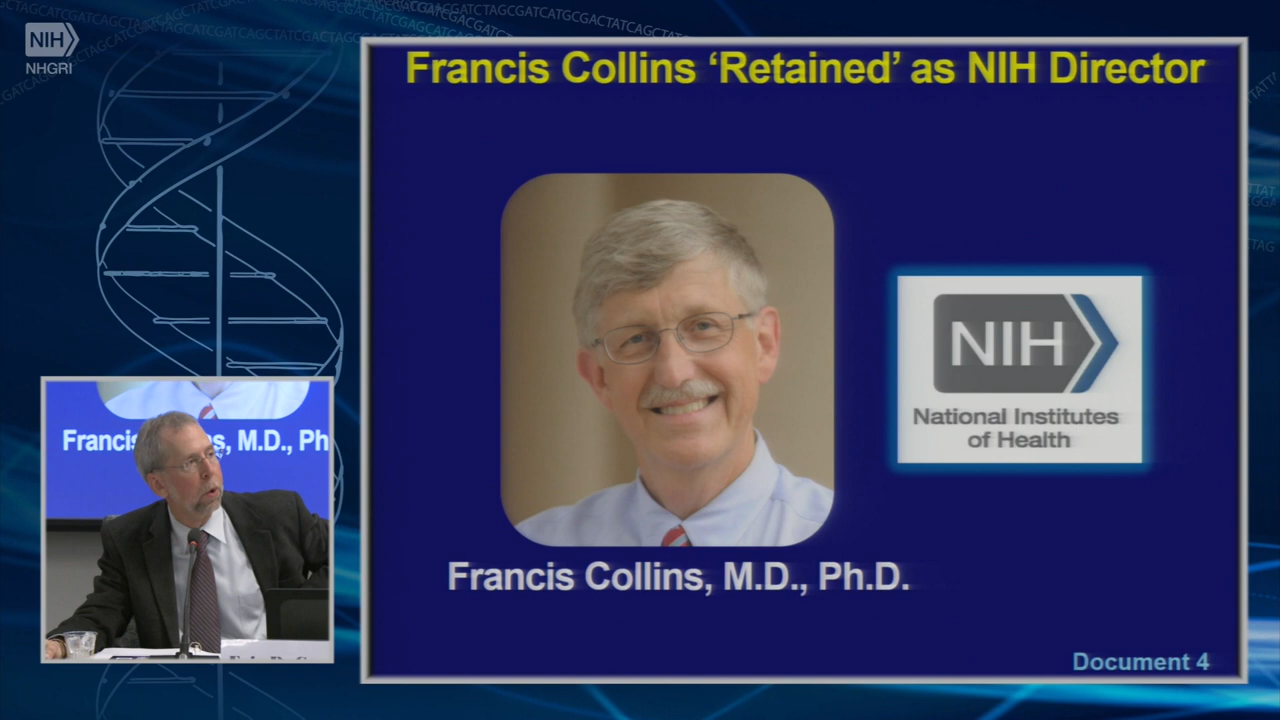 NIH
NHGRI
Francis Collins ‘Retained’ as NIH Director
NIH
National Institutes
of Health
Francis Collins, M.D., Ph.D.
Document 4
Francis s, M.D., Ph